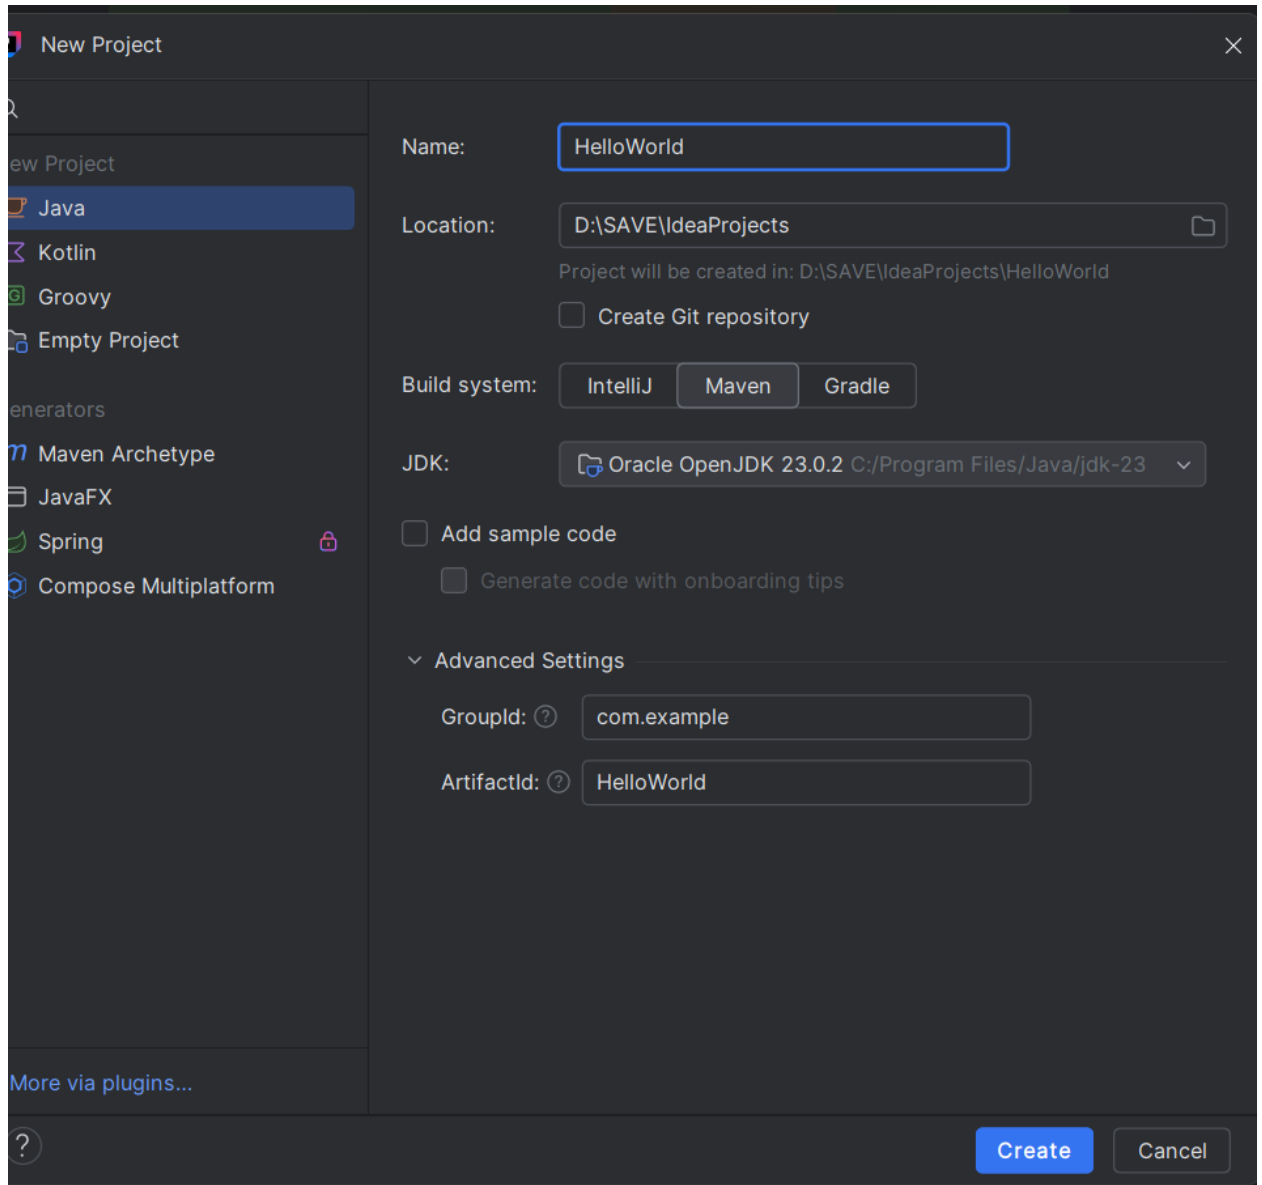 New Project
ew Project
Java
Kotlin
Groovy
Empty Project
enerators
Maven Archetype
JavaFX
Spring
Compose Multiplatform
More via plugins...
?
Name: HelloWorld
Location: D:\SAVE\IdeaProjects
Project will be created in: D:\SAVE\IdeaProjects\HelloWorld
Create Git repository
Build system: IntelliJ Maven Gradle
JDK: Oracle OpenJDK 23.0.2 C:/Program Files/Java/jdk-23
Add sample code
Generate code with onboarding tips
Advanced Settings
GroupId: ? com.example
ArtifactId: ? HelloWorld
Create Cancel